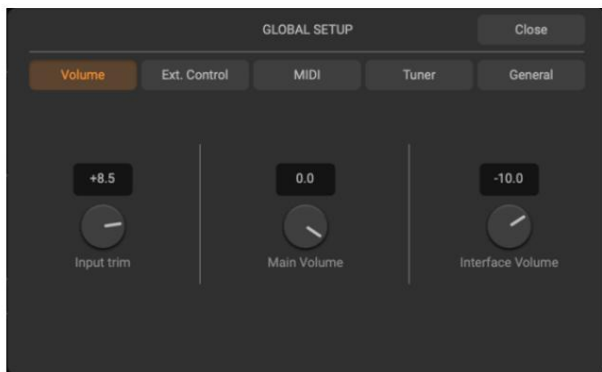 GLOBAL SETUP
Close
Volume
Ext. Control
MIDI
Tuner
General
+8.5
0.0
-10.0
Input trim
Main Volume
Interface Volume